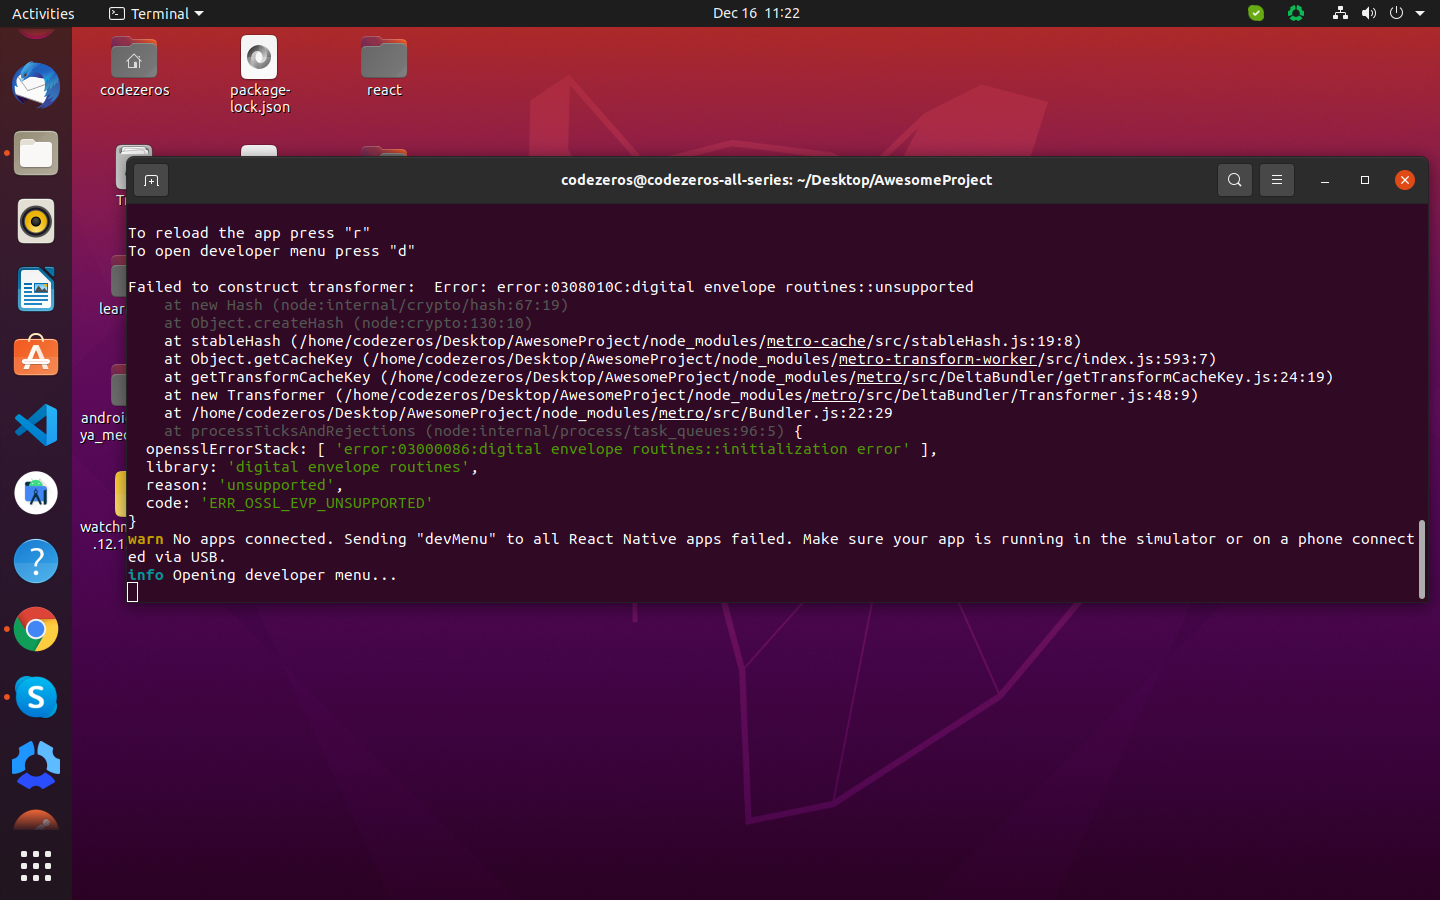 Activities
Terminal
Dec 16 11:22
codezeros
package-
lock.json
react
codezeros@codezeros-all-series: ~/Desktop/AwesomeProject
To reload the app press "r"
To open developer menu press "d"
Failed to construct transformer:  Error: error:0308010C:digital envelope routines::unsupported
    at new Hash (node:internal/crypto/hash:67:19)
    at Object.createHash (node:crypto:130:10)
    at stableHash (/home/codezeros/Desktop/AwesomeProject/node_modules/metro-cache/src/stableHash.js:19:8)
    at Object.getCacheKey (/home/codezeros/Desktop/AwesomeProject/node_modules/metro-transform-worker/src/index.js:593:7)
    at getTransformCacheKey (/home/codezeros/Desktop/AwesomeProject/node_modules/metro/src/DeltaBundler/getTransformCacheKey.js:24:19)
    at new Transformer (/home/codezeros/Desktop/AwesomeProject/node_modules/metro/src/DeltaBundler/Transformer.js:48:9)
    at /home/codezeros/Desktop/AwesomeProject/node_modules/metro/src/Bundler.js:22:29
    at processTicksAndRejections (node:internal/process/task_queues:96:5) {
  opensslErrorStack: [ 'error:03000086:digital envelope routines::initialization error' ],
  library: 'digital envelope routines',
  reason: 'unsupported',
  code: 'ERR_OSSL_EVP_UNSUPPORTED'
}
warn No apps connected. Sending "devMenu" to all React Native apps failed. Make sure your app is running in the simulator or on a phone connect
ed via USB.
info Opening developer menu...
lear
androi
ya_mec
watchm
.12.1